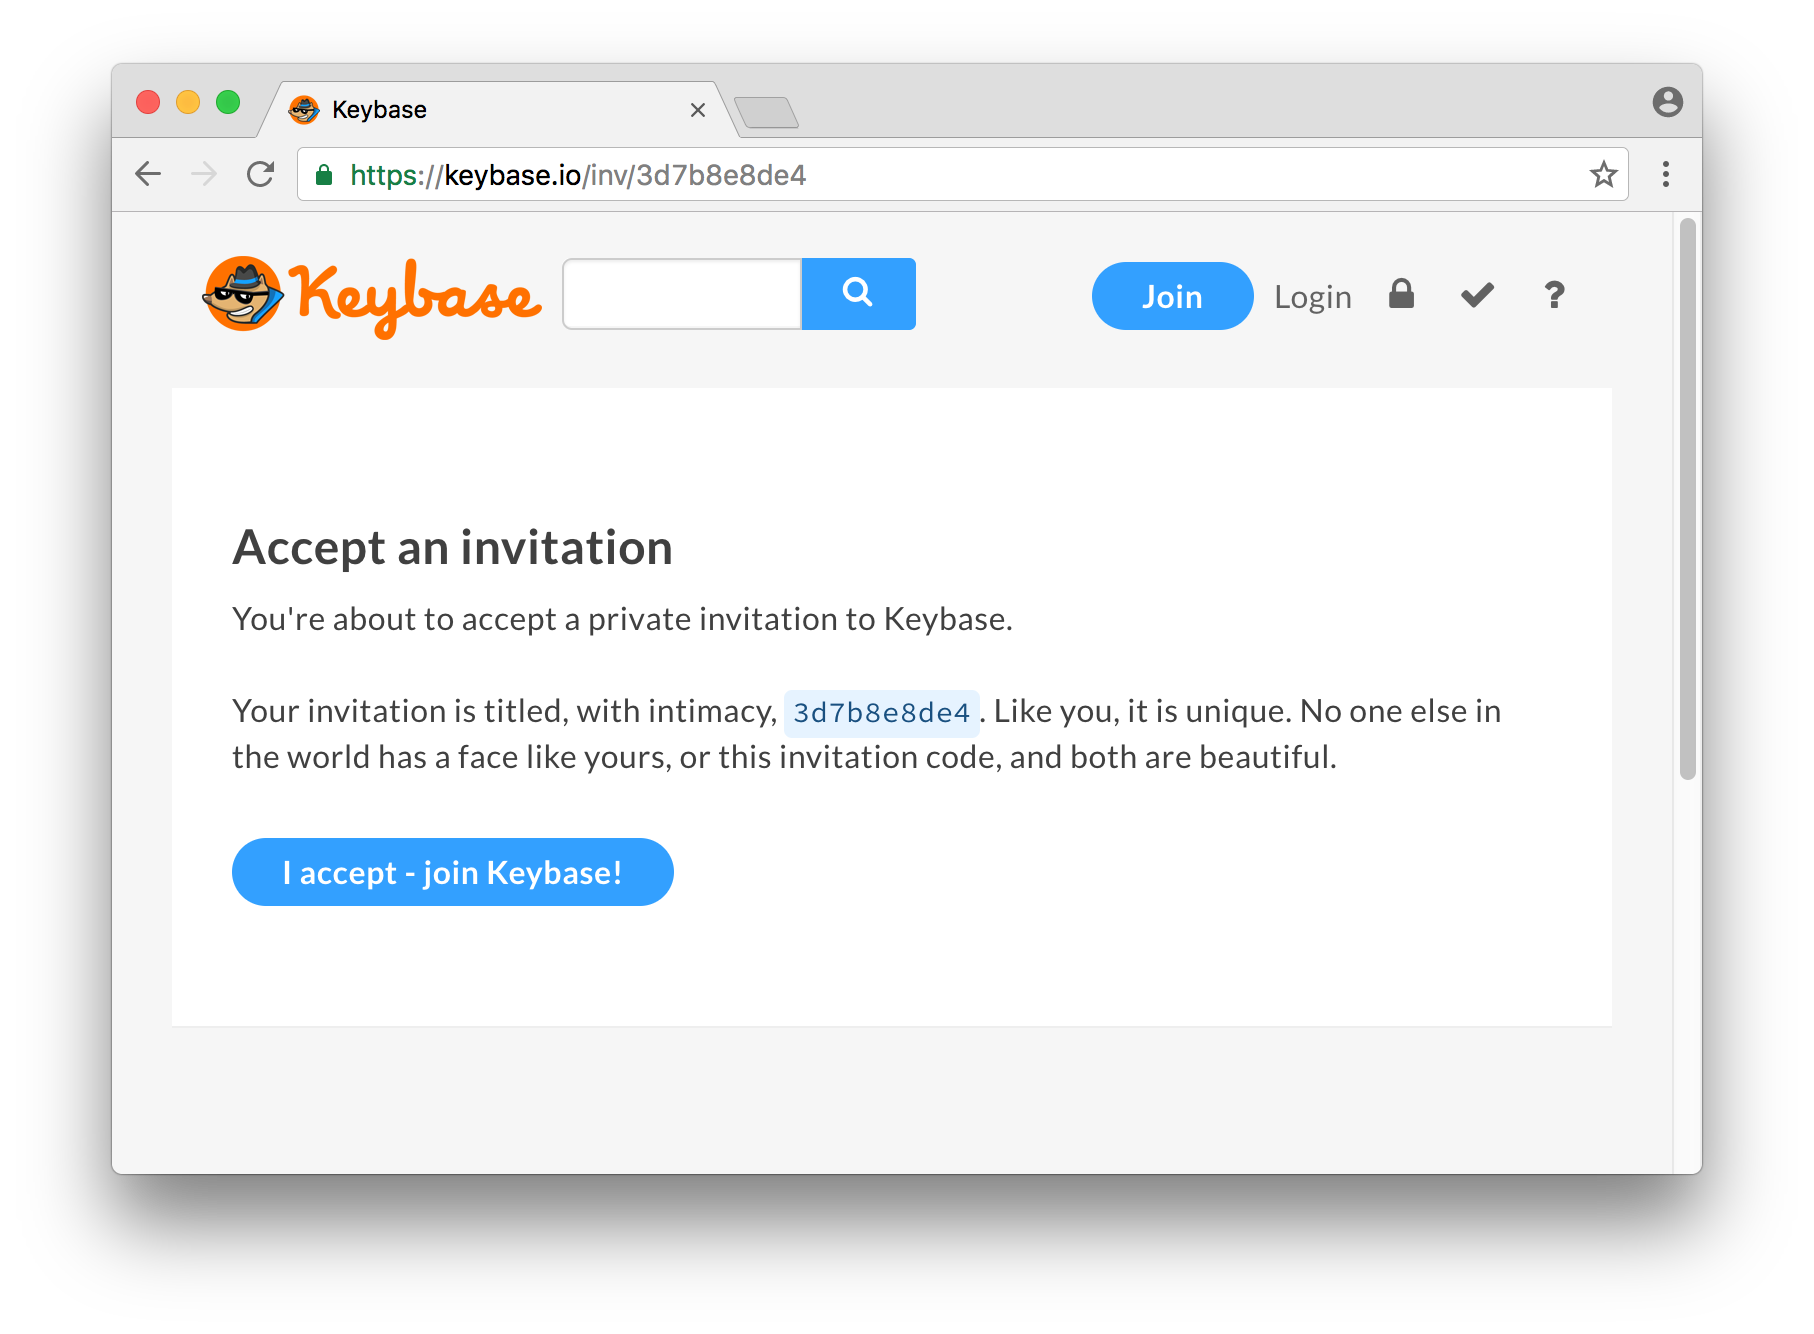 Keybase
https://keybase.io/inv/3d7b8e8de4
Keybase
Join
Login
?
Accept an invitation
You're about to accept a private invitation to Keybase.
Your invitation is titled, with intimacy, 3d7b8e8de4. Like you, it is unique. No one else in
the world has a face like yours, or this invitation code, and both are beautiful.
I accept - join Keybase!